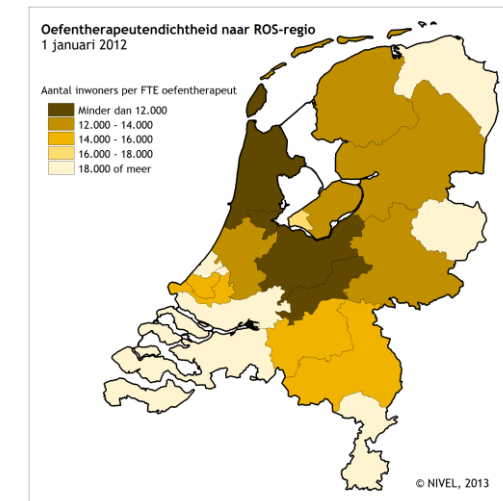 Oefentherapeutendichtheid naar ROS-regio
1 januari 2012
Aantal inwoners per FTE oefentherapeut
Minder dan 12.000
12.000 - 14.000
14.000 - 16.000
16.000 - 18.000
18.000 of meer
© NIVEL, 2013